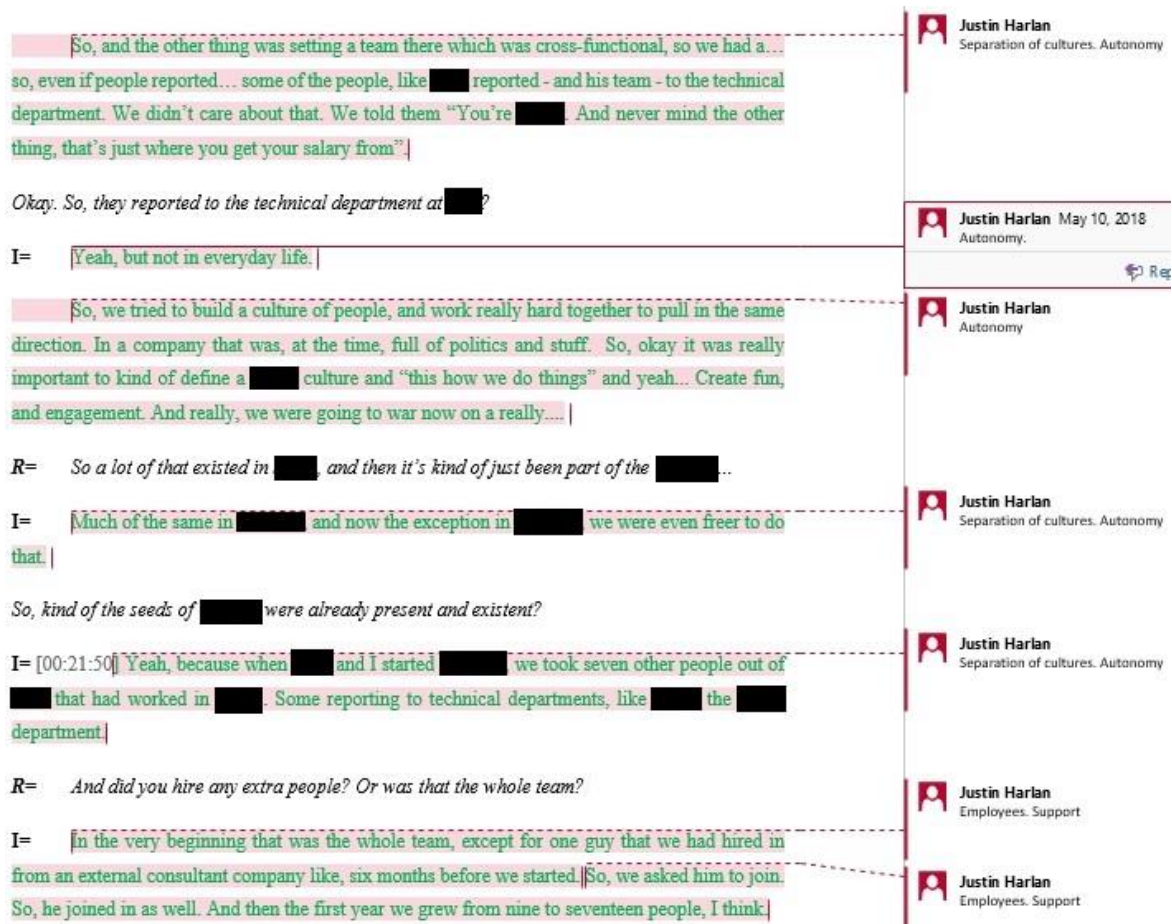 So, and the other thing was setting a team there which was cross-functional, so we had a…
so, even if people reported… some of the people, like reported - and his team - to the technical
department. We didn't care about that. We told them “You're . And never mind the other
thing, that's just where you get your salary from”.
Okay. So, they reported to the technical department at ?
I= Yeah, but not in everyday life.
So, we tried to build a culture of people, and work really hard together to pull in the same
direction. In a company that was, at the time, full of politics and stuff. So, okay it was really
important to kind of define a culture and “this how we do things” and yeah... Create fun,
and engagement. And really, we were going to war now on a really....
R= So a lot of that existed in , and then it's kind of just been part of the …
I= Much of the same in and now the exception in we were even freer to do
that.
So, kind of the seeds of were already present and existent?
I= [00:21:50] Yeah, because when and I started we took seven other people out of
that had worked in . Some reporting to technical departments, like the
department.
R= And did you hire any extra people? Or was that the whole team?
I= In the very beginning that was the whole team, except for one guy that we had hired in
from an external consultant company like, six months before we started. So, we asked him to join.
So, he joined in as well. And then the first year we grew from nine to seventeen people, I think.
Justin Harlan
Separation of cultures. Autonomy
Justin Harlan May 10, 2018
Autonomy.
Rep
Justin Harlan
Autonomy
Justin Harlan
Separation of cultures. Autonomy
Justin Harlan
Separation of cultures. Autonomy
Justin Harlan
Employees. Support
Justin Harlan
Employees. Support